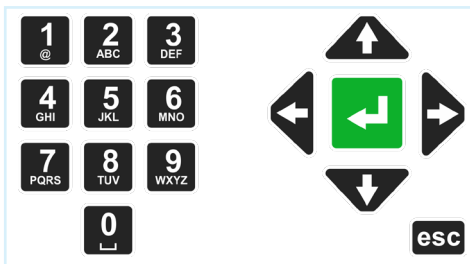 1 2 3
@ ABC DEF
4 5 6
GHI JKL MNO
7 8 9
PQRS TUV WXYZ
0
esc